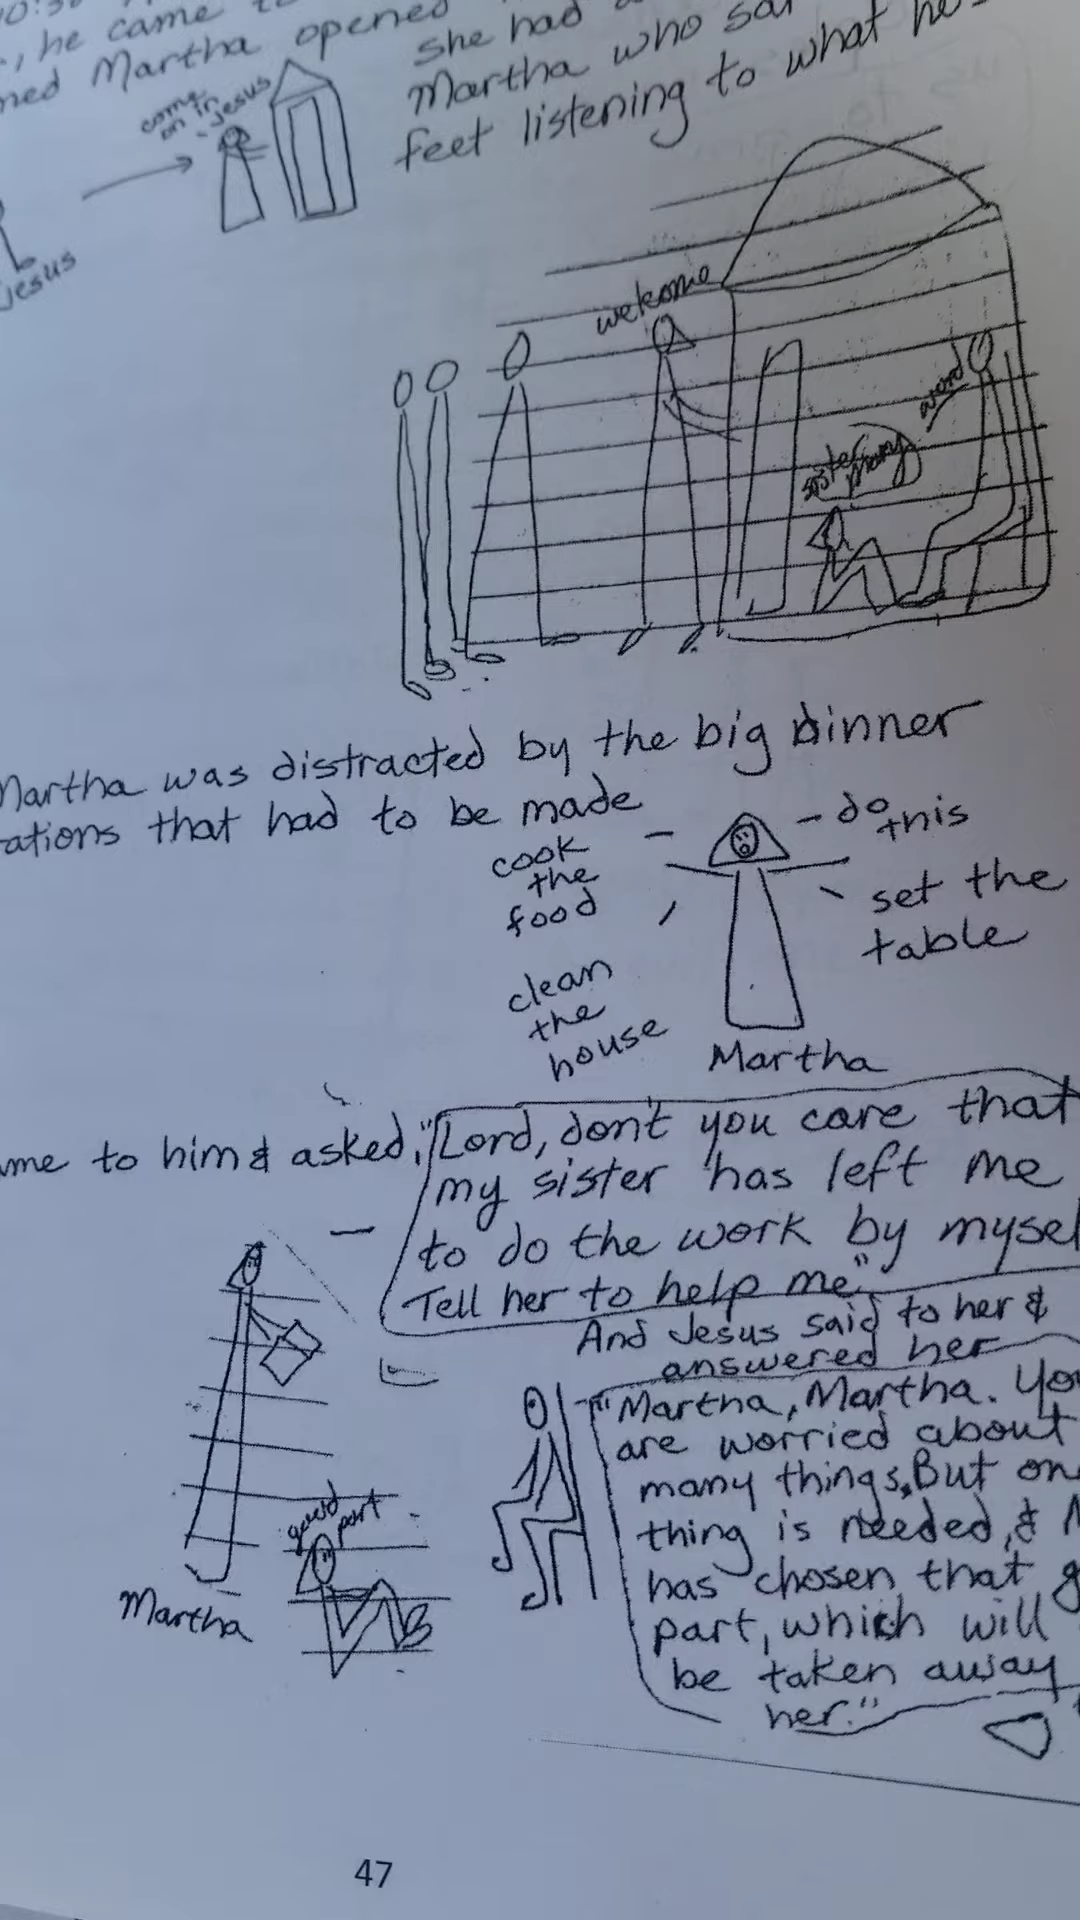 he came
Martha opened
she had
Martha who
feet listening to what he
come
on in
Jesus
Jesus
welcome
word
sister
mary
Martha was distracted by the big dinner
ations that had to be made
cook
the
food
do
this
set the
table
clean
the
house
Martha
me to him & asked,
"Lord, don't you care that
my sister has left me
to do the work by mysel
Tell her to help me."
And Jesus said to her &
answered her
"Martha, Martha. You
are worried about
many things, But on
thing is needed, &
has chosen that g
part, which will
be taken away
her."
good
part
Martha
47